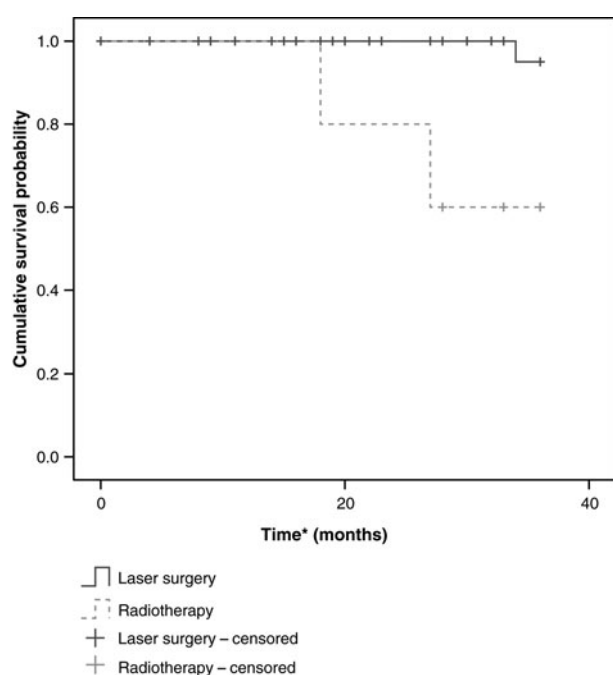 1.0
0.8
0.6
0.4
0.2
0.0
Cumulative survival probability
0
20
40
Time* (months)
Laser surgery
Radiotherapy
Laser surgery – censored
Radiotherapy – censored